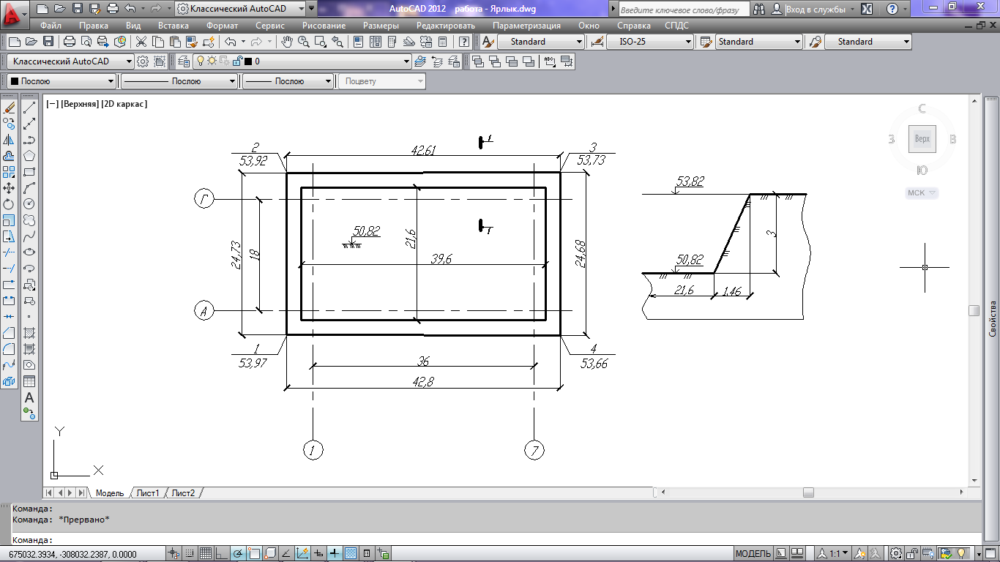 Классический AutoCAD
AutoCAD 2012 работа - Ярлык.dwg
Введите ключевое слово/фразу
Вход в службы
Файл Правка Вид Вставка Формат Сервис Рисование Размеры Редактировать Параметризация Окно Справка СПДС
Standard ISO-25 Standard Standard
Классический AutoCAD 0
Послою Послою Послою Поцвету
[−] [Верхняя] [2D каркас]
С
З Верх В
Ю
МСК
1
2
53,92
42,61
3
53,73
Г
50,82
21,6
1
24,73
18
39,6
24,68
А
1
53,97
36
4
53,66
42,8
1
7
53,82
3
50,82
21,6
1,46
Y
X
Свойства
Модель Лист1 Лист2
Команда:
Команда: *Прервано*
Команда:
675032.3934, -308032.2387, 0.0000
МОДЕЛЬ
1:1